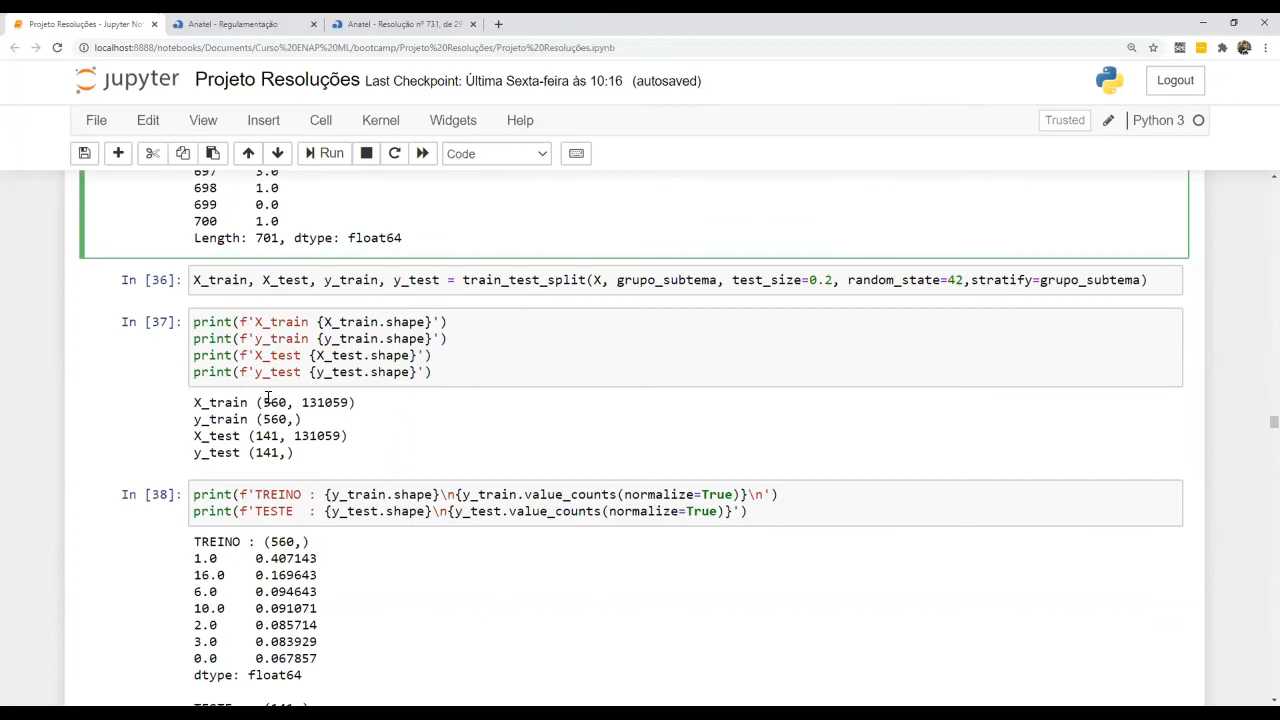 Projeto Resoluções - Jupyter No
Anatel - Regulamentação
Anatel - Resolução nº 731, de 29
localhost:8888/notebooks/Documents/Curso%20ENAP%20ML/bootcamp/Projeto%20Resoluções/Projeto%20Resoluções.ipynb
jupyter Projeto Resoluções Last Checkpoint: Última Sexta-feira às 10:16 (autosaved)
Logout
File Edit View Insert Cell Kernel Widgets Help
Trusted Python 3
Run Code
697 3.0
698 1.0
699 0.0
700 1.0
Length: 701, dtype: float64
In [36]: X_train, X_test, y_train, y_test = train_test_split(X, grupo_subtema, test_size=0.2, random_state=42,stratify=grupo_subtema)
In [37]: print(f'X_train {X_train.shape}')
print(f'y_train {y_train.shape}')
print(f'X_test {X_test.shape}')
print(f'y_test {y_test.shape}')
X_train (560, 131059)
y_train (560,)
X_test (141, 131059)
y_test (141,)
In [38]: print(f'TREINO : {y_train.shape}\n{y_train.value_counts(normalize=True)}\n')
print(f'TESTE  : {y_test.shape}\n{y_test.value_counts(normalize=True)}')
TREINO : (560,)
1.0 0.407143
16.0 0.169643
6.0 0.094643
10.0 0.091071
2.0 0.085714
3.0 0.083929
0.0 0.067857
dtype: float64